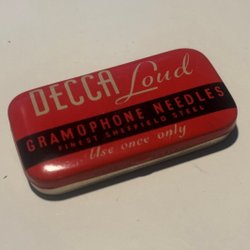 DECCA Loud
GRAMOPHONE NEEDLES
FINEST SHEFFIELD STEEL
Use once only